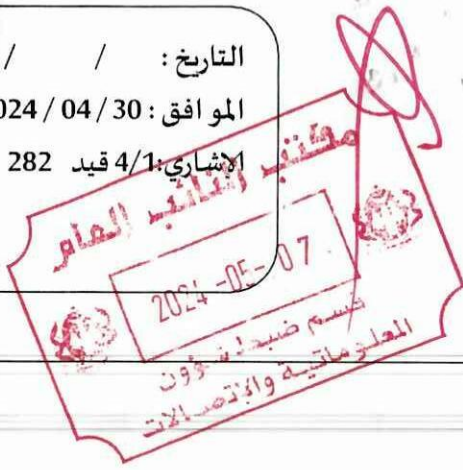 التاريخ : / /
الموافق : 30 / 04 / 024
الاشاري:4/1 قيد 282
مكتب النائب العام
2024 -05- 07
قسم ضبط شؤون
المعلوماتية والاتصالات